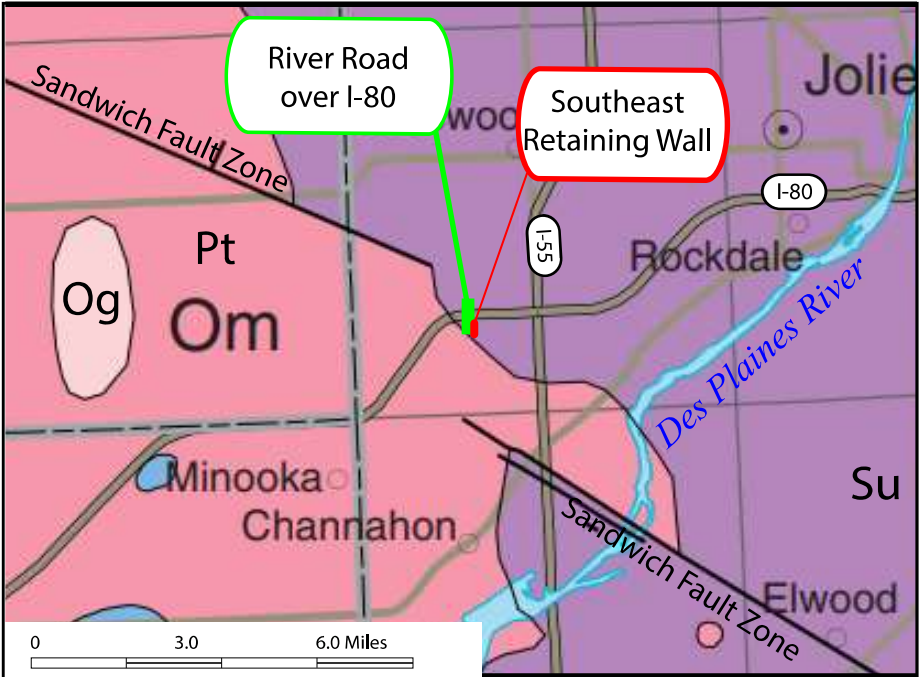 River Road
over I-80
Southeast
Retaining Wall
Jolie
woo
Sandwich Fault Zone
I-80
I-55
Rockdale
Pt
Og
Om
Des Plaines River
Minooka
Channahon
Su
Sandwich Fault Zone
Elwood
0 3.0 6.0 Miles